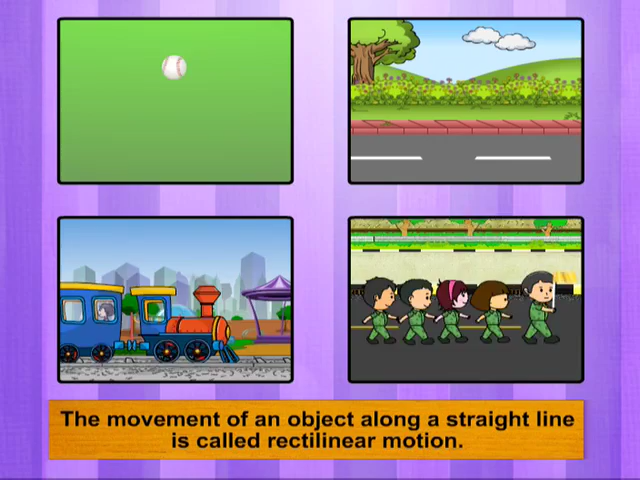 The movement of an object along a straight line
is called rectilinear motion.